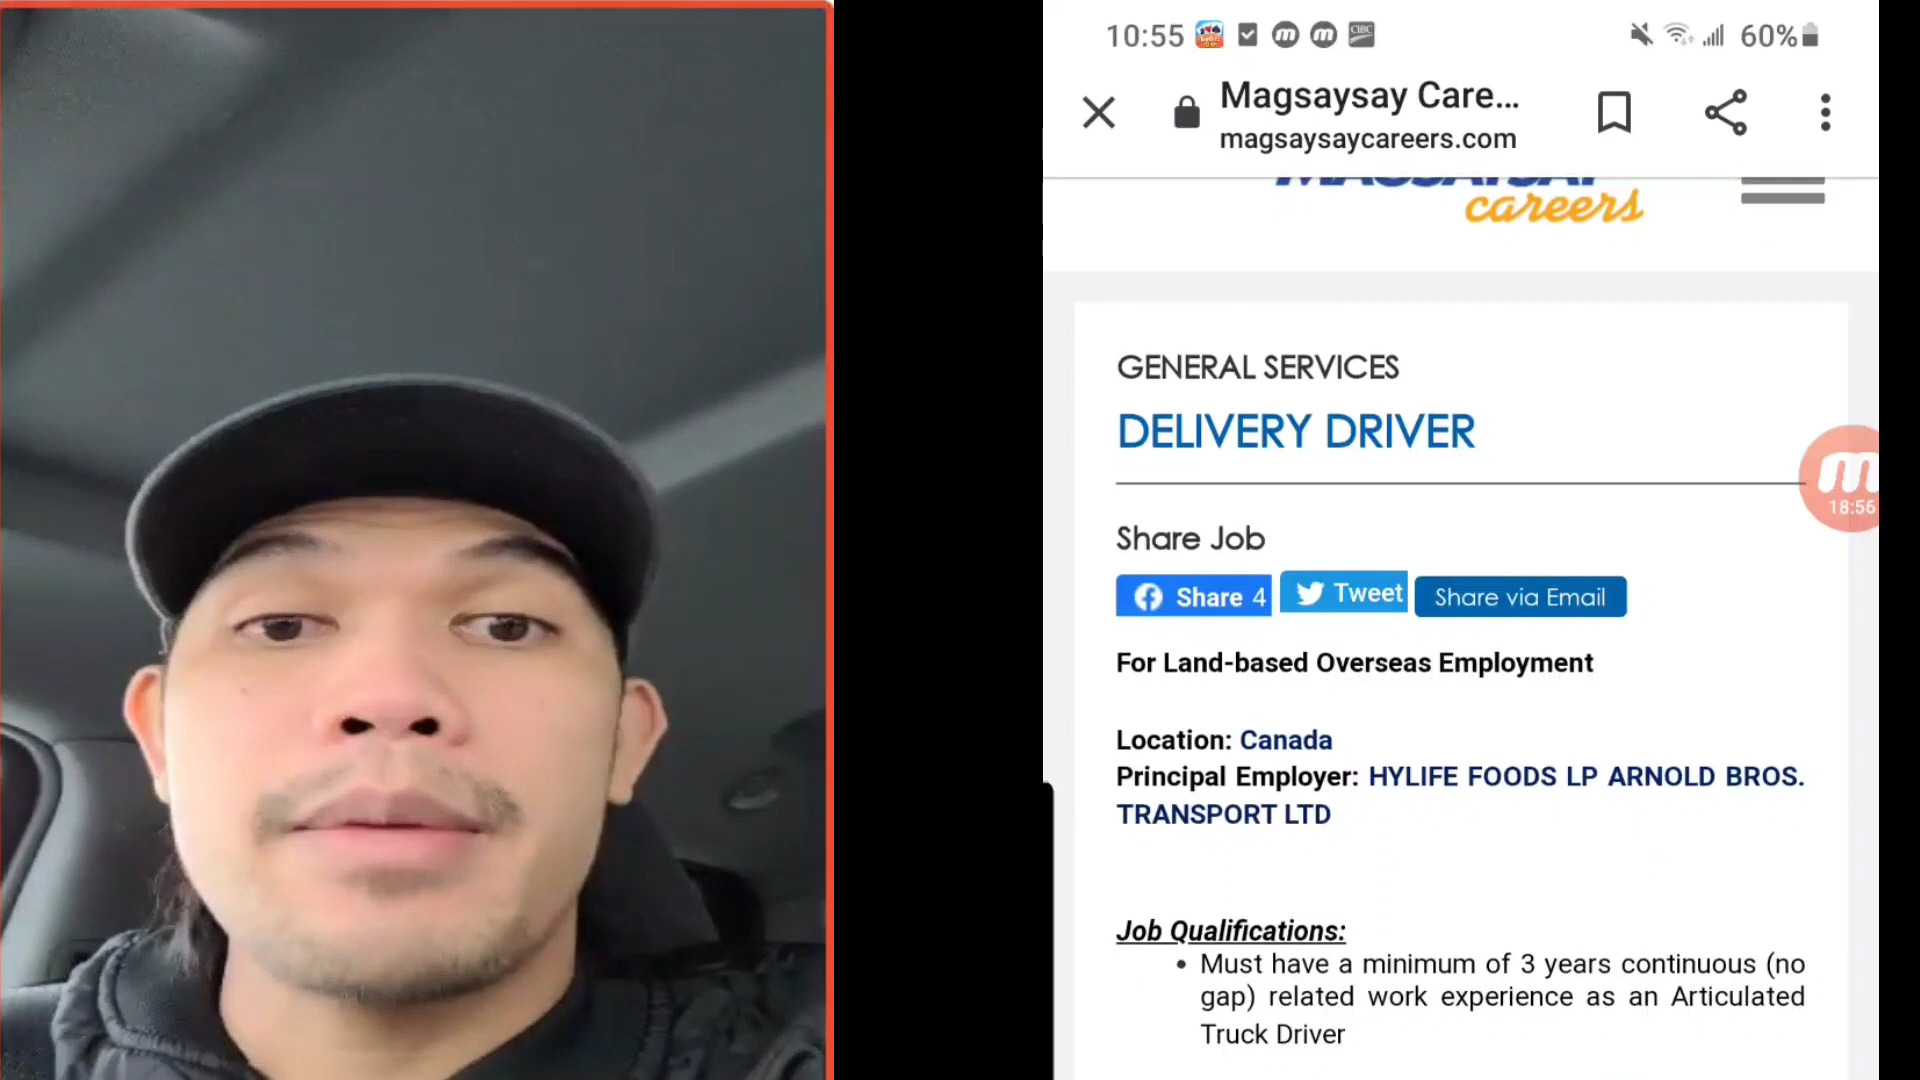 10:55
CIBC
60%
Magsaysay Care...
magsaysaycareers.com
MAGSAYSAY
careers
GENERAL SERVICES
DELIVERY DRIVER
18:56
Share Job
Share 4
Tweet
Share via Email
For Land-based Overseas Employment
Location: Canada
Principal Employer: HYLIFE FOODS LP ARNOLD BROS.
TRANSPORT LTD
Job Qualifications:
• Must have a minimum of 3 years continuous (no
gap) related work experience as an Articulated
Truck Driver